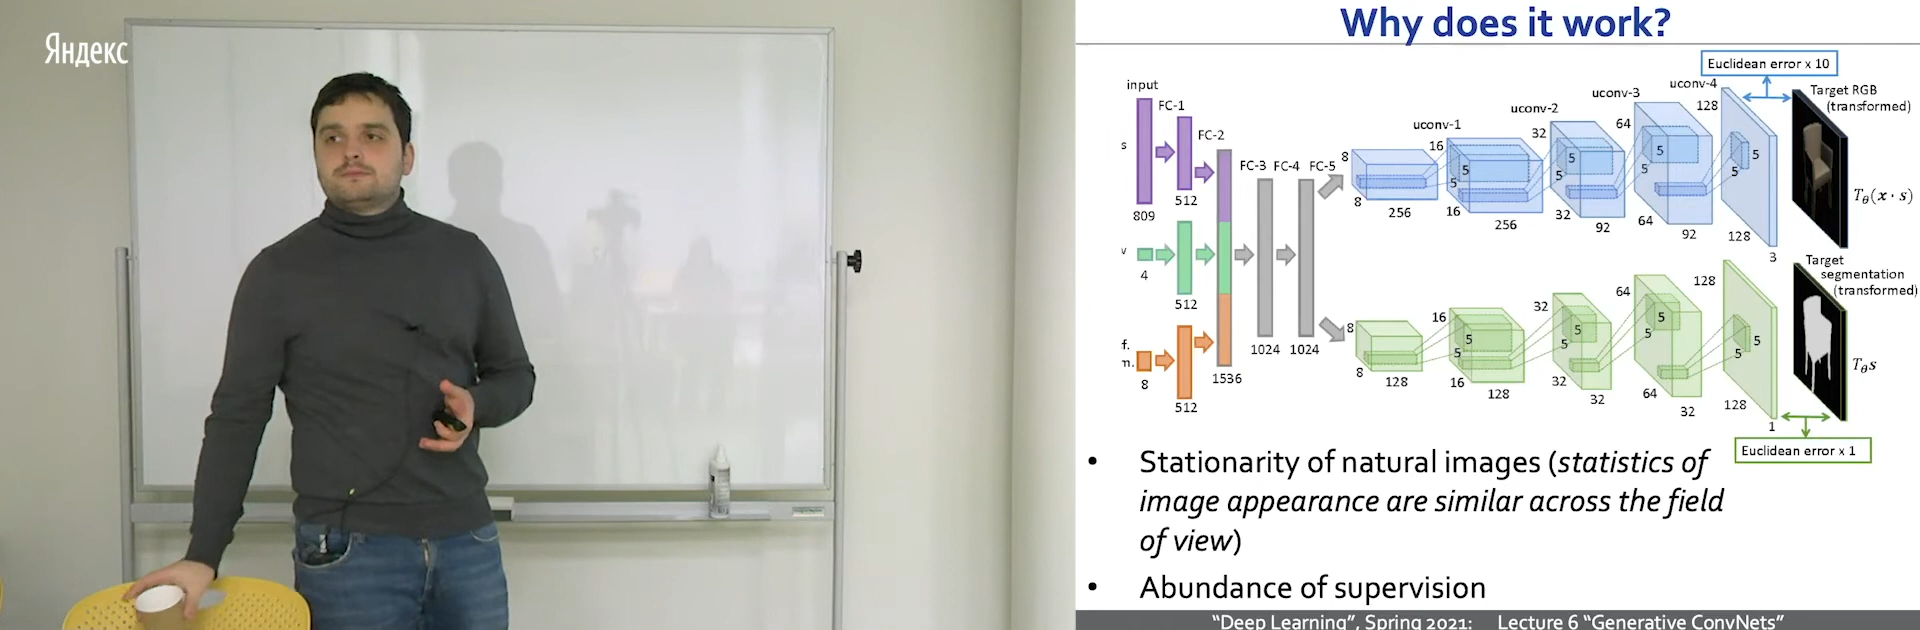 Яндекс
Why does it work?
Euclidean error x 10
input
s
809
FC-1
512
FC-2
v
4
512
f.
m.
8
512
1536
FC-3
FC-4
FC-5
1024
1024
8
8
256
uconv-1
16
5
5
16
256
uconv-2
32
5
5
32
92
uconv-3
64
5
5
64
92
uconv-4
128
5
5
128
3
Target RGB
(transformed)
Tθ(x · s)
8
8
128
16
5
5
16
128
32
5
5
32
32
64
5
5
64
32
128
5
5
128
1
Target
segmentation
(transformed)
Tθs
Euclidean error x 1
• Stationarity of natural images (statistics of
image appearance are similar across the field
of view)
• Abundance of supervision
“Deep Learning”, Spring 2021: Lecture 6 “Generative ConvNets”